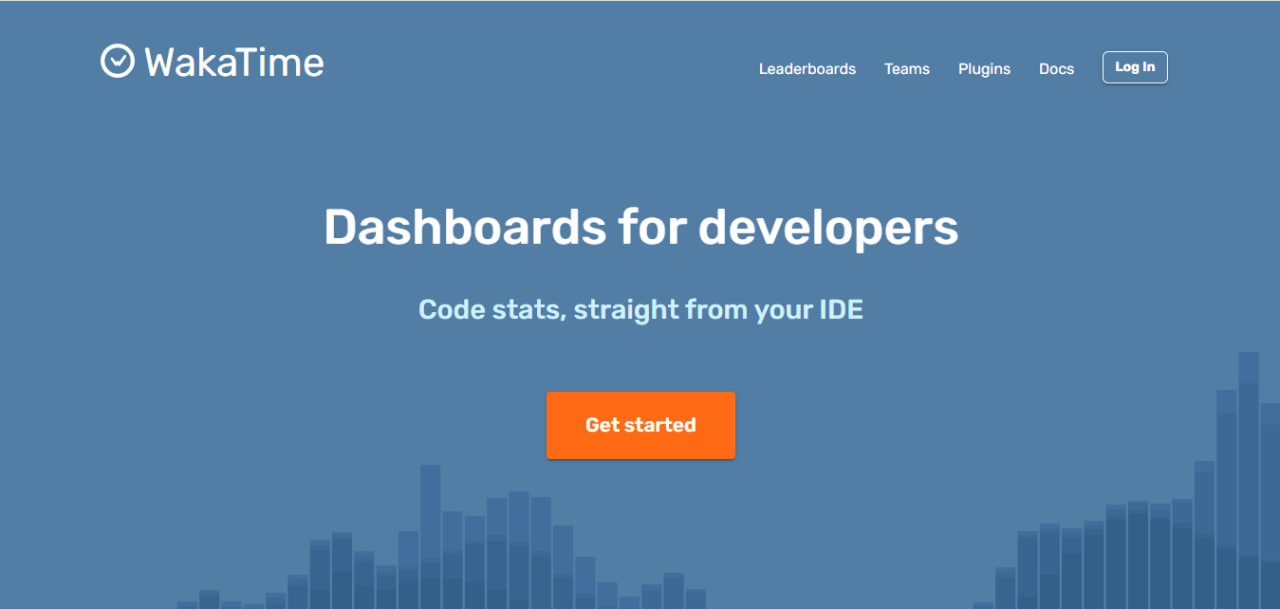 WakaTime
Leaderboards Teams Plugins Docs Log In
Dashboards for developers
Code stats, straight from your IDE
Get started